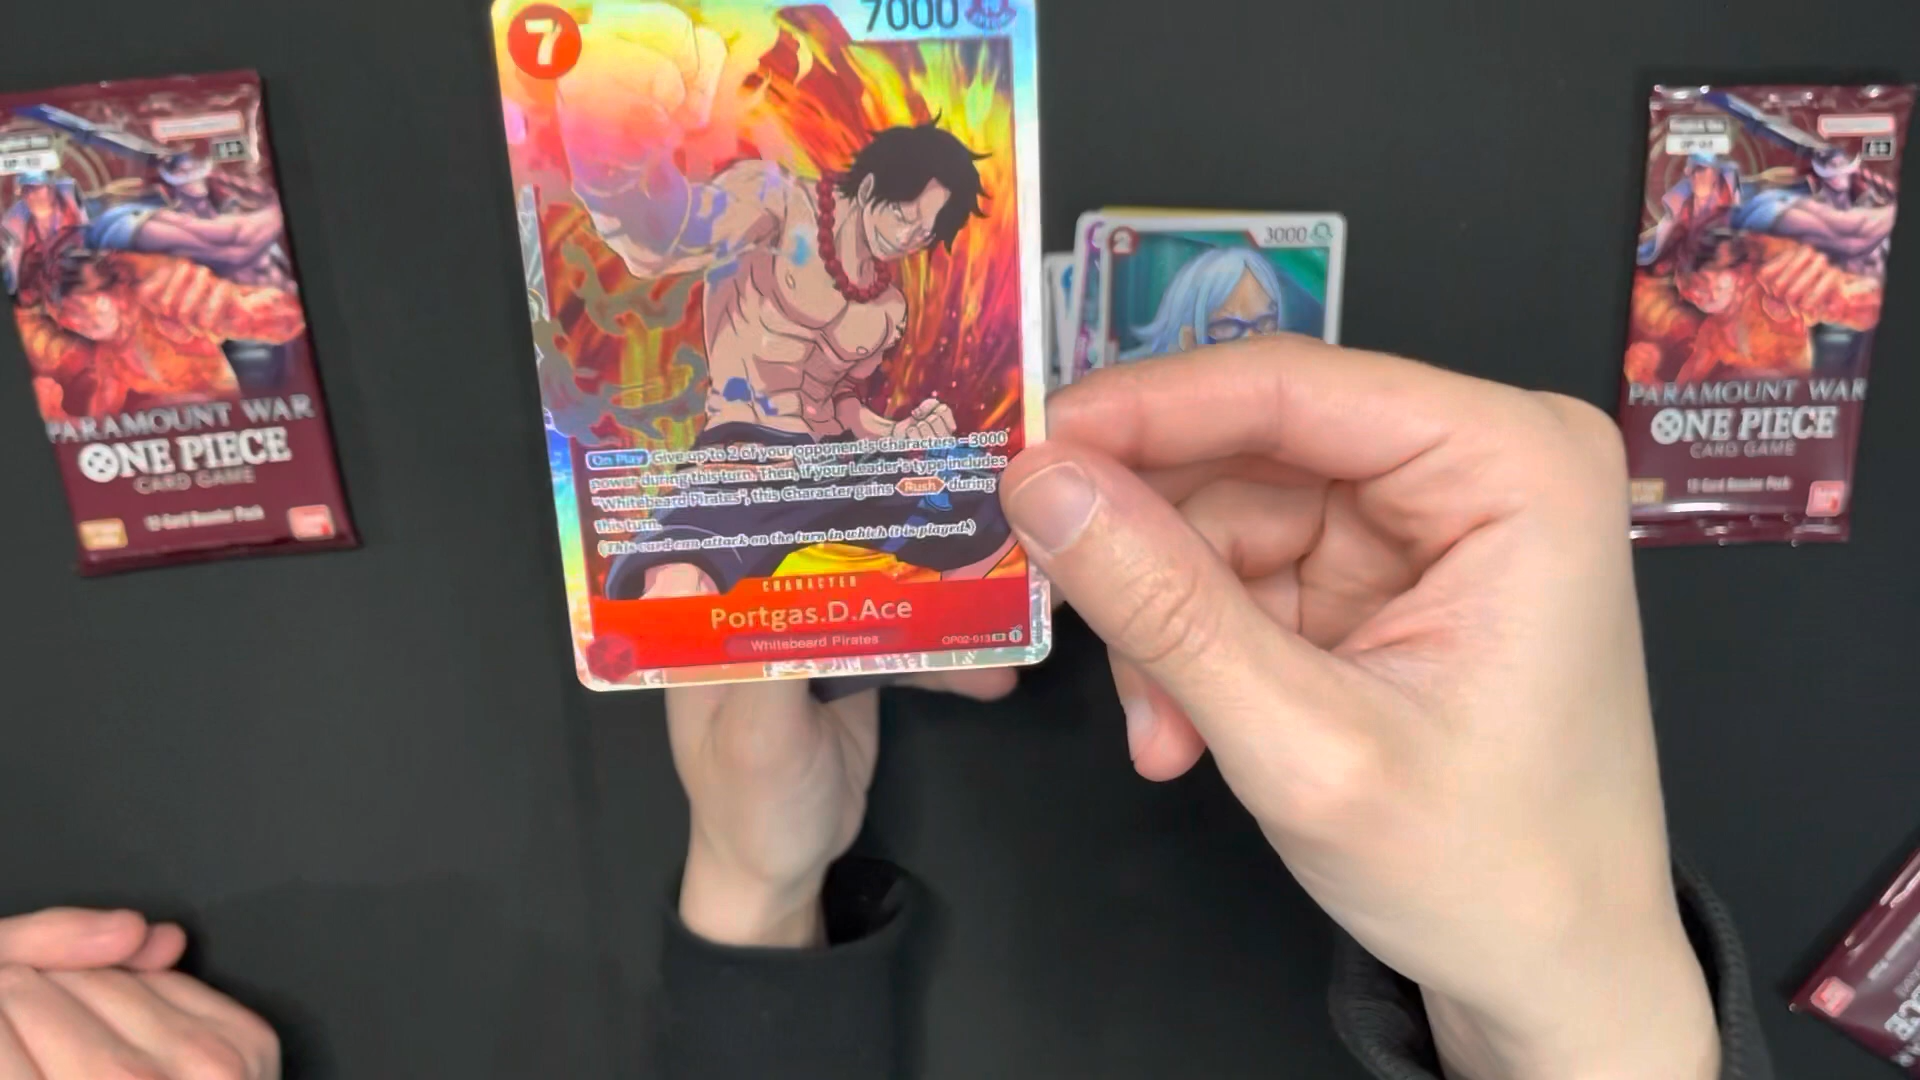 7
7000
On Play Give up to 2 of your opponent's Characters −3000
power during this turn. Then, if your Leader's type includes
"Whitebeard Pirates", this Character gains Rush during
this turn.
(This card can attack on the turn in which it is played.)
CHARACTER
Portgas.D.Ace
Whitebeard Pirates
OP02-013 SR
1
2
3000
PARAMOUNT WAR
ONE PIECE
CARD GAME
12-Card Booster Pack
PARAMOUNT WAR
ONE PIECE
CARD GAME
12-Card Booster Pack